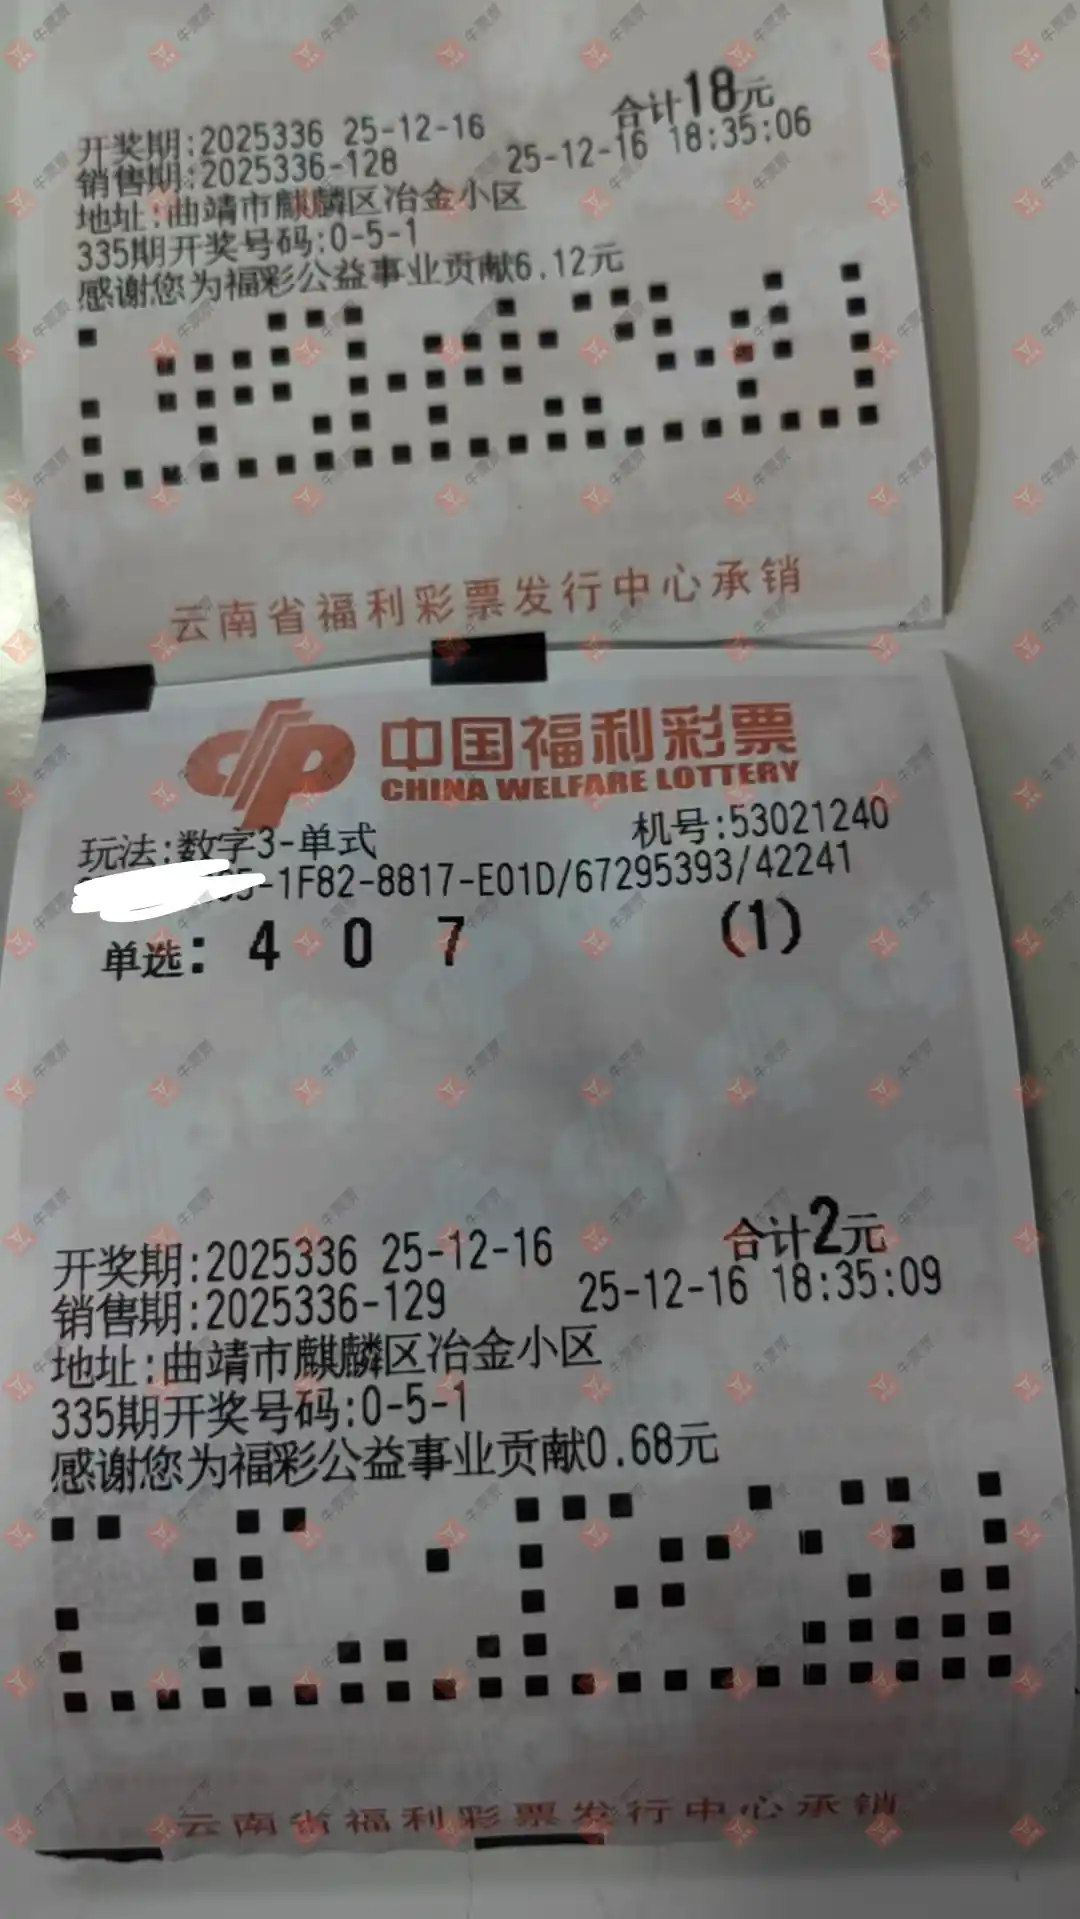 合计18元
开奖期:2025336 25-12-16
销售期:2025336-128 25-12-16 18:35:06
地址:曲靖市麒麟区冶金小区
335期开奖号码:0-5-1
感谢您为福彩公益事业贡献6.12元
云南省福利彩票发行中心承销
中国福利彩票
CHINA WELFARE LOTTERY
玩法:数字3-单式 机号:53021240
-1F82-8817-E01D/67295393/42241
单选: 4 0 7 (1)
合计2元
开奖期:2025336 25-12-16
销售期:2025336-129 25-12-16 18:35:09
地址:曲靖市麒麟区冶金小区
335期开奖号码:0-5-1
感谢您为福彩公益事业贡献0.68元
云南省福利彩票发行中心承销